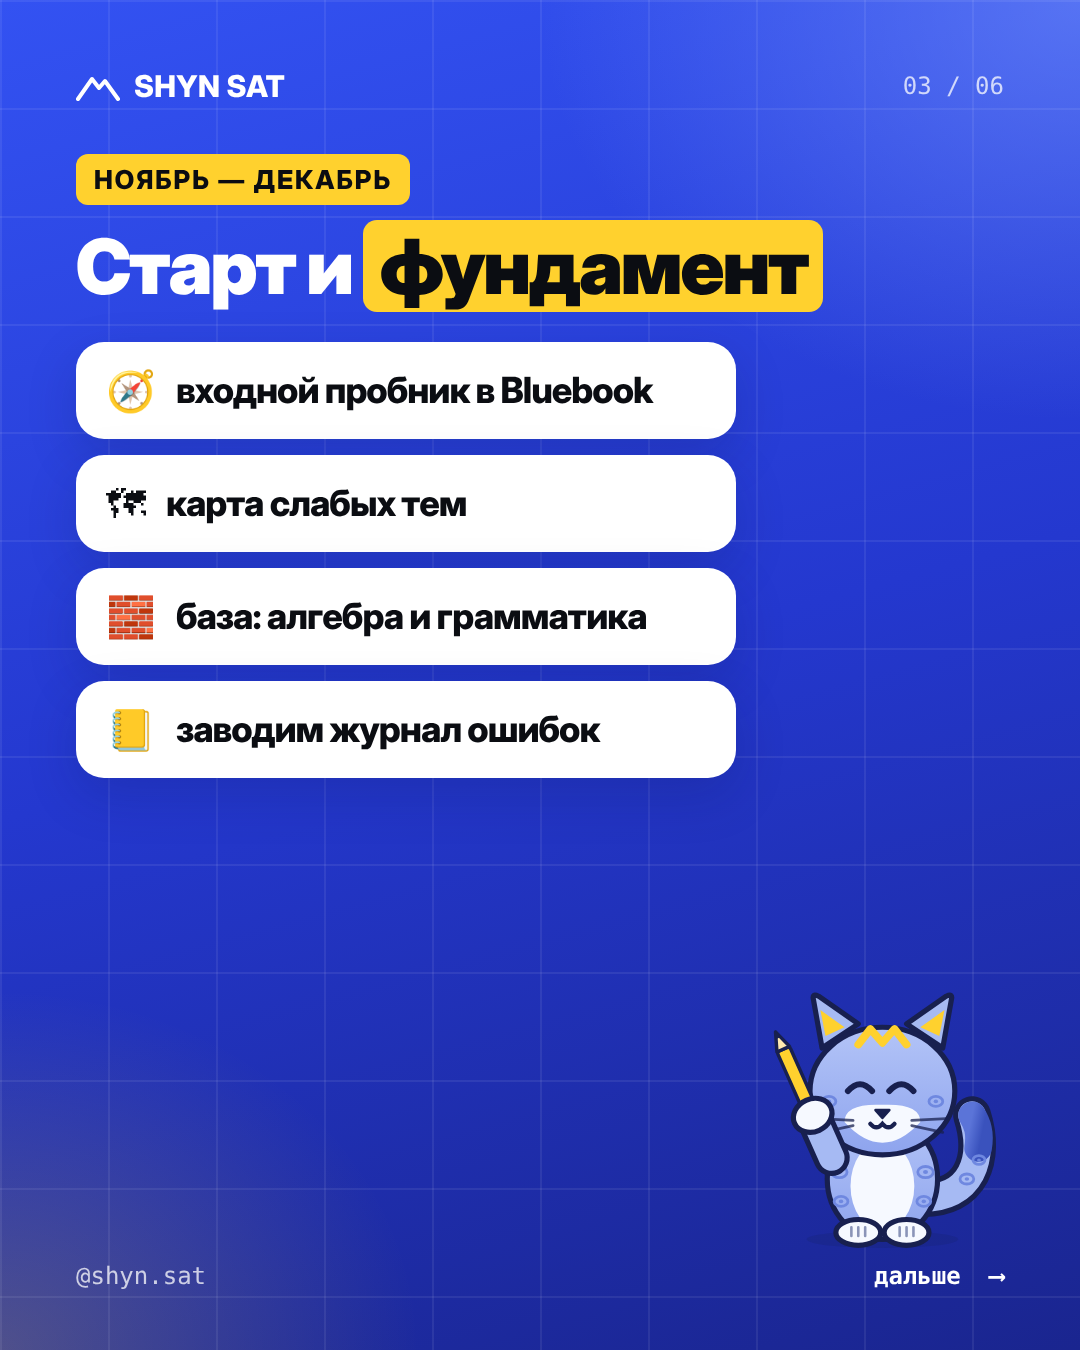 SHYN SAT
03 / 06
НОЯБРЬ — ДЕКАБРЬ
Старт и фундамент
входной пробник в Bluebook
карта слабых тем
база: алгебра и грамматика
заводим журнал ошибок
@shyn.sat
дальше →